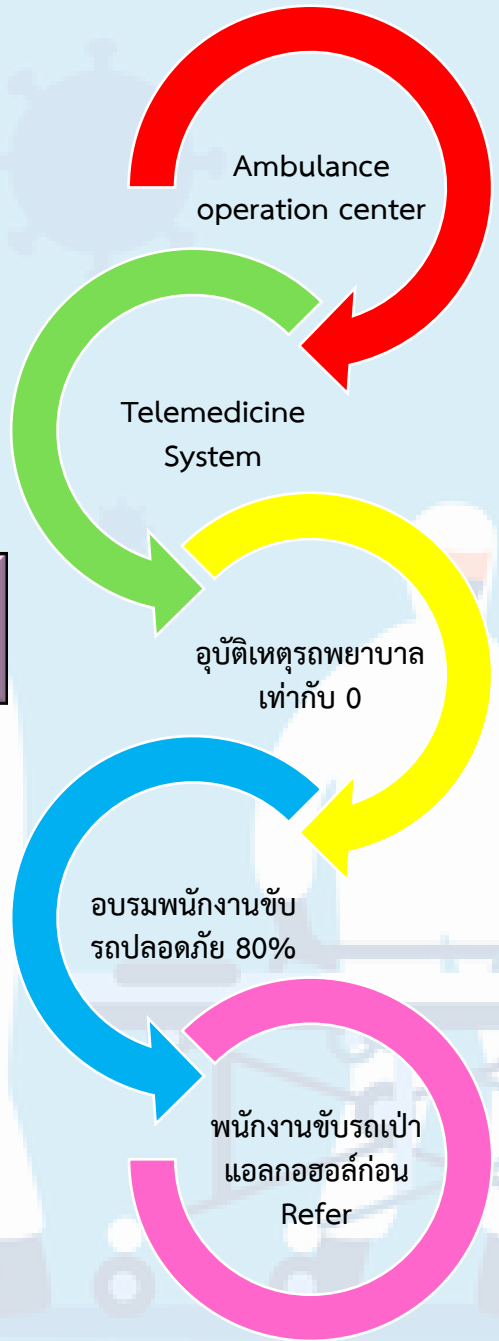 Ambulance
operation center
Telemedicine
System
อุบัติเหตุรถพยาบาล
เท่ากับ 0
อบรมพนักงานขับ
รถปลอดภัย 80%
พนักงานขับรถเป่า
แอลกอฮอล์ก่อน
Refer